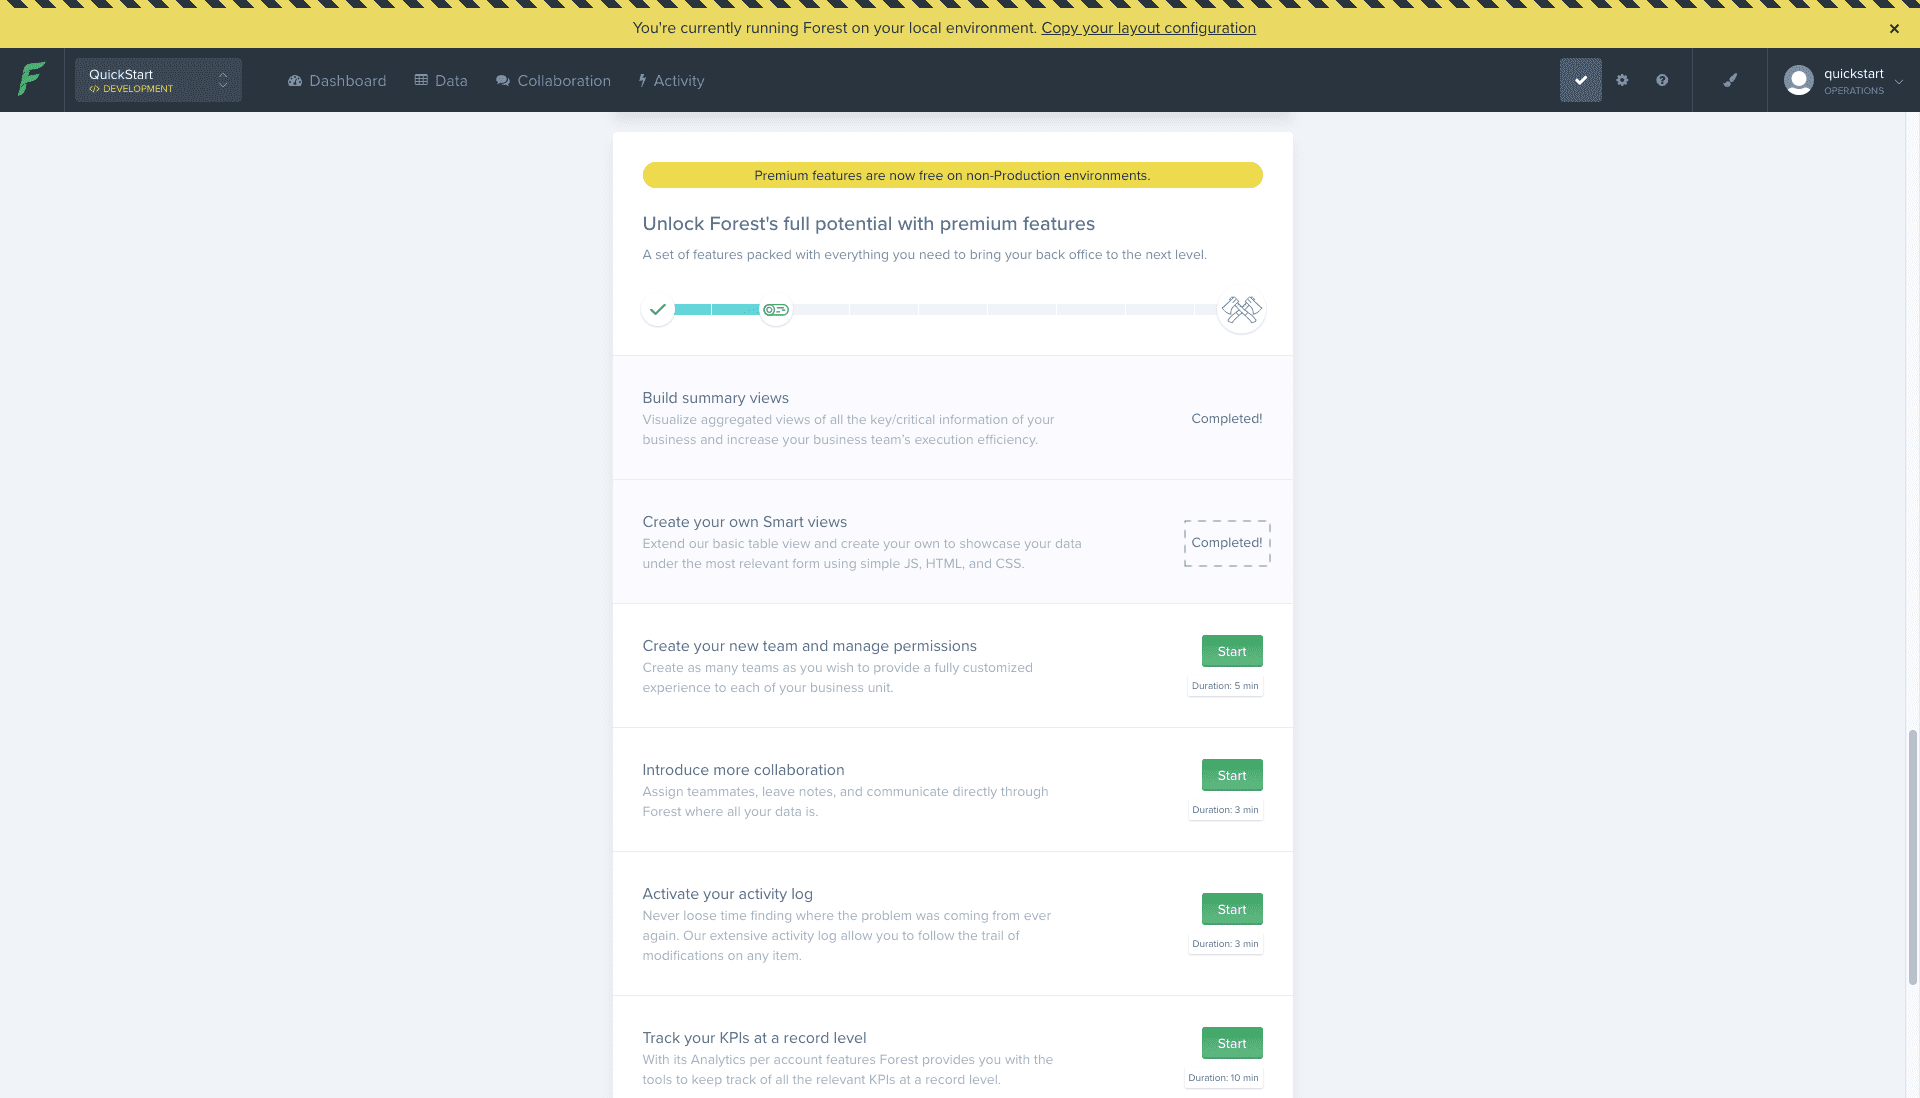 You're currently running Forest on your local environment. Copy your layout configuration
QuickStart
</> DEVELOPMENT
Dashboard
Data
Collaboration
Activity
quickstart
OPERATIONS
Premium features are now free on non-Production environments.
Unlock Forest's full potential with premium features
A set of features packed with everything you need to bring your back office to the next level.
Build summary views
Visualize aggregated views of all the key/critical information of your
business and increase your business team's execution efficiency.
Completed!
Create your own Smart views
Extend our basic table view and create your own to showcase your data
under the most relevant form using simple JS, HTML, and CSS.
Completed!
Create your new team and manage permissions
Create as many teams as you wish to provide a fully customized
experience to each of your business unit.
Start
Duration: 5 min
Introduce more collaboration
Assign teammates, leave notes, and communicate directly through
Forest where all your data is.
Start
Duration: 3 min
Activate your activity log
Never loose time finding where the problem was coming from ever
again. Our extensive activity log allow you to follow the trail of
modifications on any item.
Start
Duration: 3 min
Track your KPIs at a record level
With its Analytics per account features Forest provides you with the
tools to keep track of all the relevant KPIs at a record level.
Start
Duration: 10 min